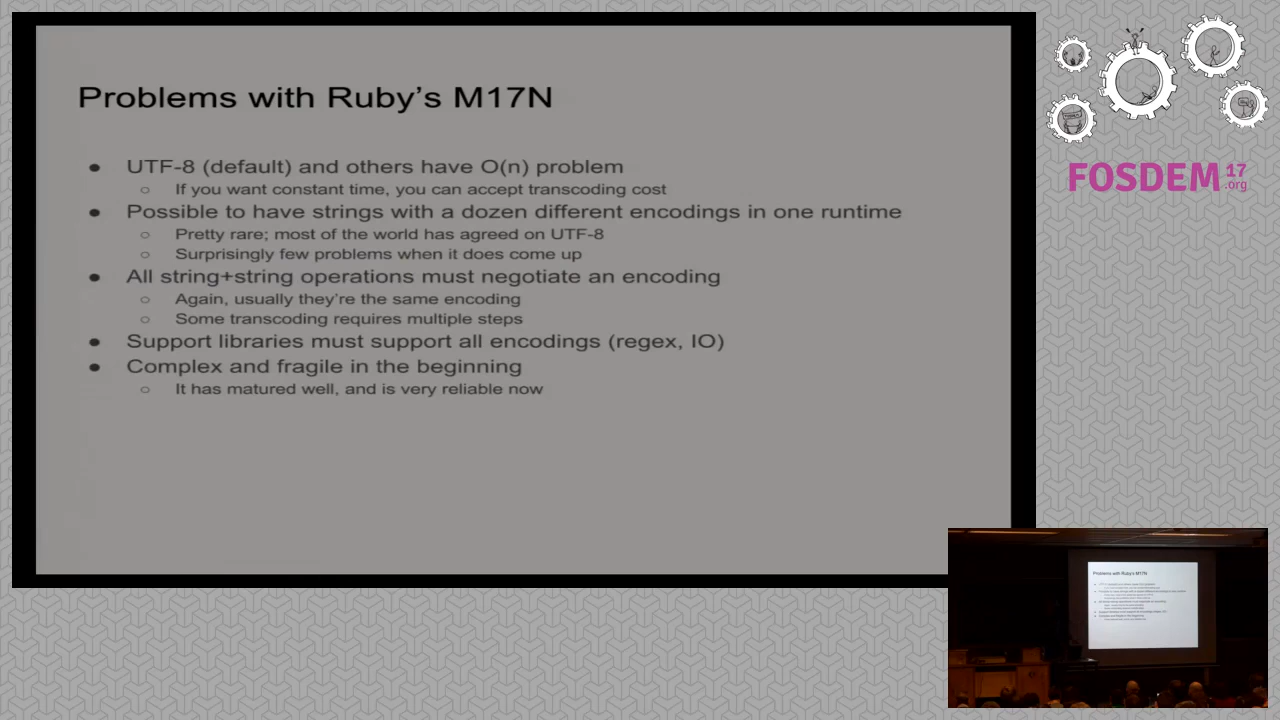 Problems with Ruby's M17N
● UTF-8 (default) and others have O(n) problem
○ If you want constant time, you can accept transcoding cost
● Possible to have strings with a dozen different encodings in one runtime
○ Pretty rare; most of the world has agreed on UTF-8
○ Surprisingly few problems when it does come up
● All string+string operations must negotiate an encoding
○ Again, usually they're the same encoding
○ Some transcoding requires multiple steps
● Support libraries must support all encodings (regex, IO)
● Complex and fragile in the beginning
○ It has matured well, and is very reliable now
FOSDEM 17
.org
Problems with Ruby's M17N